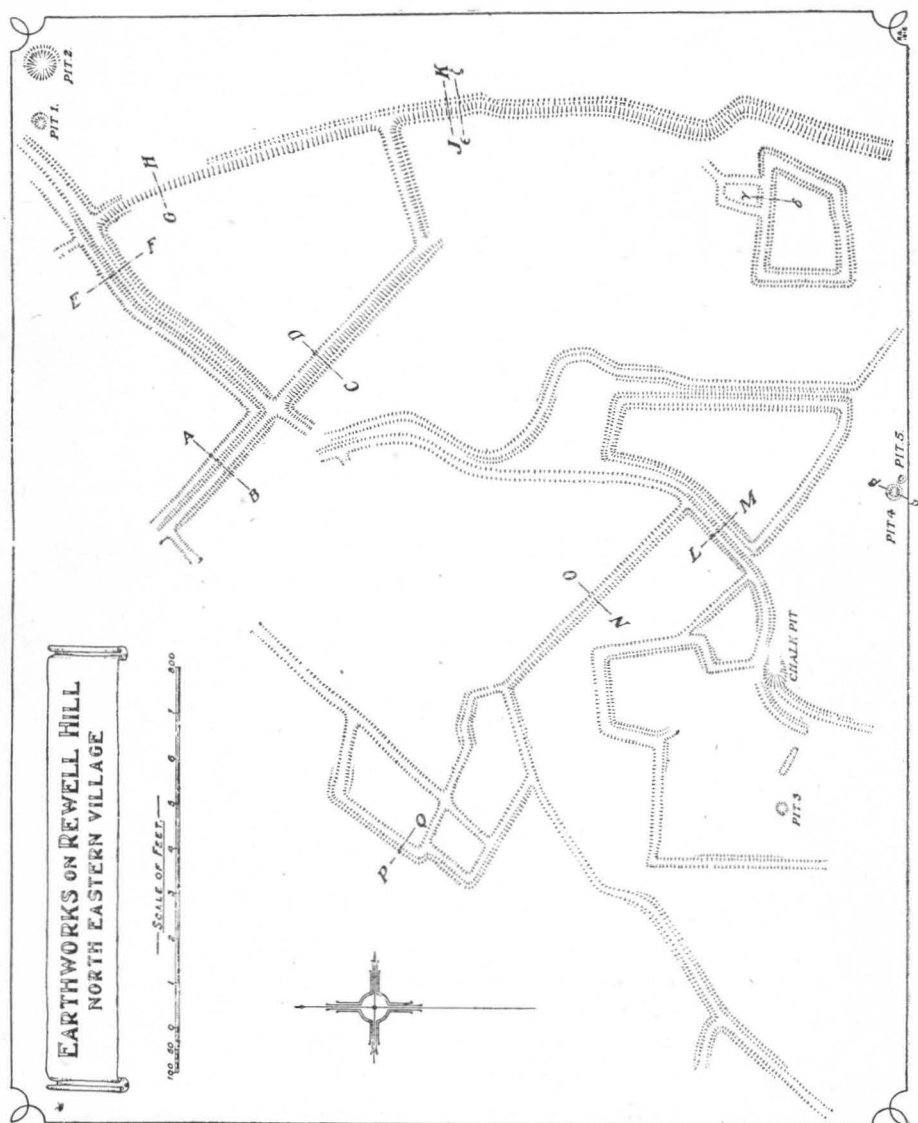 EARTHWORKS ON REWELL HILL
NORTH EASTERN VILLAGE
SCALE OF FEET.
100 50 0 1 2 3 4 5 6 7 800
PIT. 2.
PIT 1.
H
G
E
F
K
J
ζ
ε
γ
δ
D
C
A
B
M
L
O
N
P
Q
CHALK PIT
PIT. 3
PIT 4
PIT. 5.
a
b